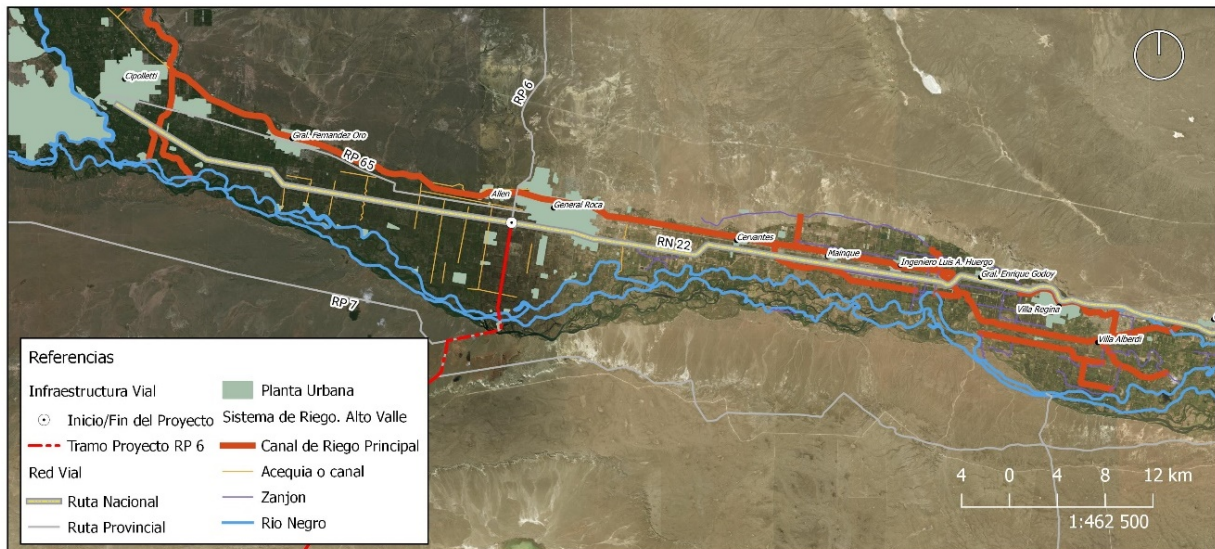 Cipolletti
Gral. Fernandez Oro
RP 65
RP 6
Allen
General Roca
RN 22
Cervantes
Mainque
Ingeniero Luis A. Huergo
Gral. Enrique Godoy
Villa Regina
Villa Alberdi
RP 7
Referencias
Infraestructura Vial
Inicio/Fin del Proyecto
Tramo Proyecto RP 6
Red Vial
Ruta Nacional
Ruta Provincial
Planta Urbana
Sistema de Riego. Alto Valle
Canal de Riego Principal
Acequia o canal
Zanjon
Rio Negro
4 0 4 8 12 km
1:462 500